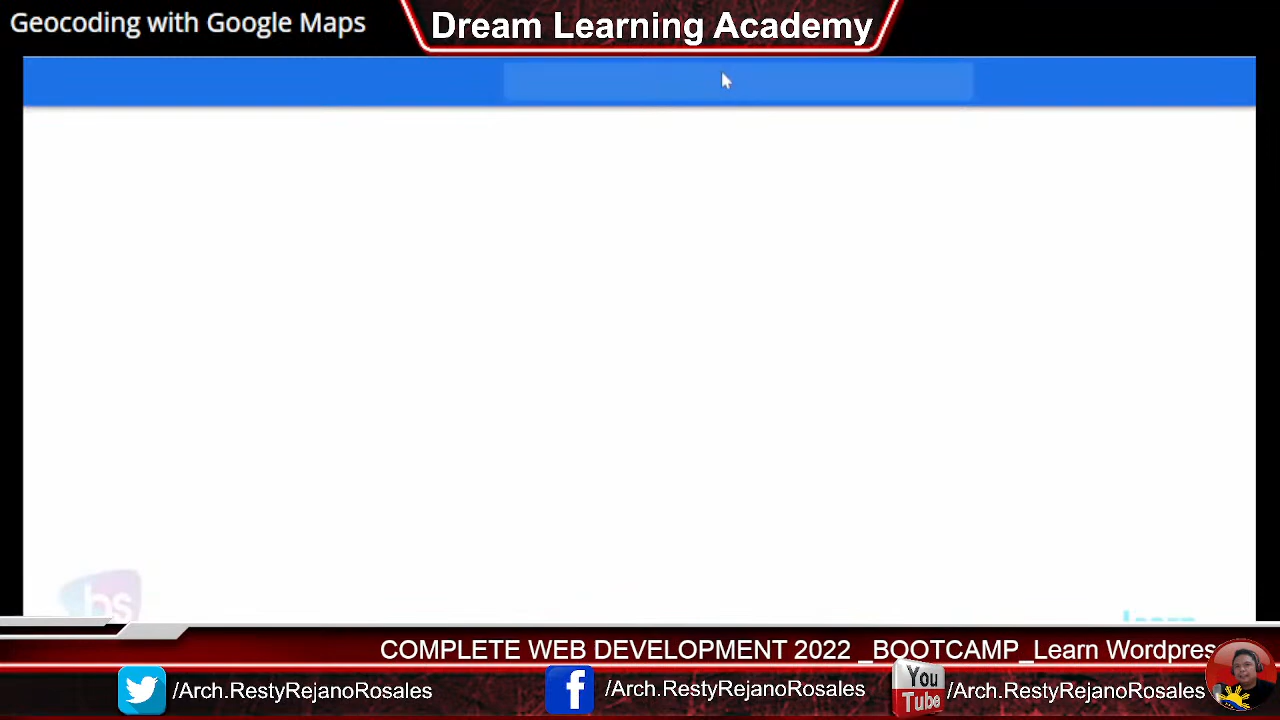 Geocoding with Google Maps
Dream Learning Academy
bs
COMPLETE WEB DEVELOPMENT 2022 _BOOTCAMP_Learn Wordpres
/Arch.RestyRejanoRosales
/Arch.RestyRejanoRosales
You
Tube
/Arch.RestyRejanoRosales